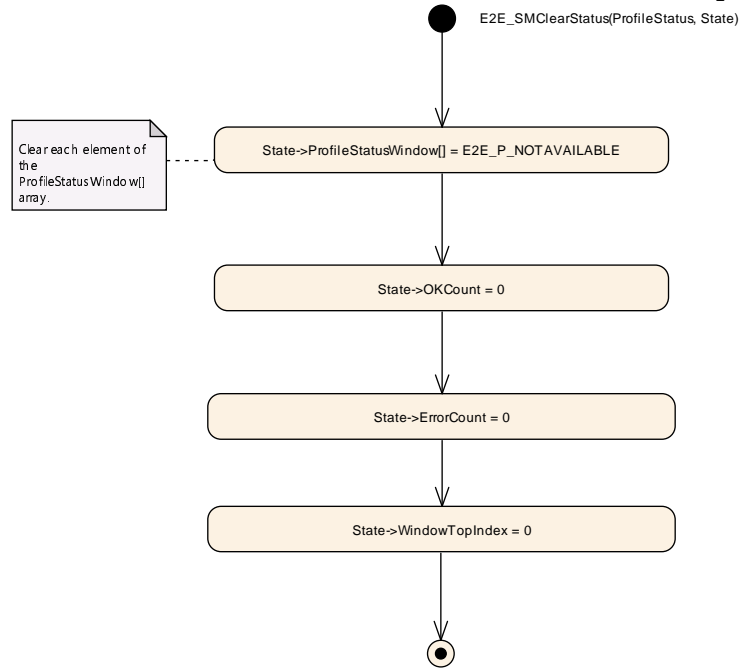 E2E_SMClearStatus(ProfileStatus, State)
State->ProfileStatusWindow[] = E2E_P_NOTAVAILABLE
Clear each element of
the
ProfileStatusWindow[]
array.
State->OKCount = 0
State->ErrorCount = 0
State->WindowTopIndex = 0